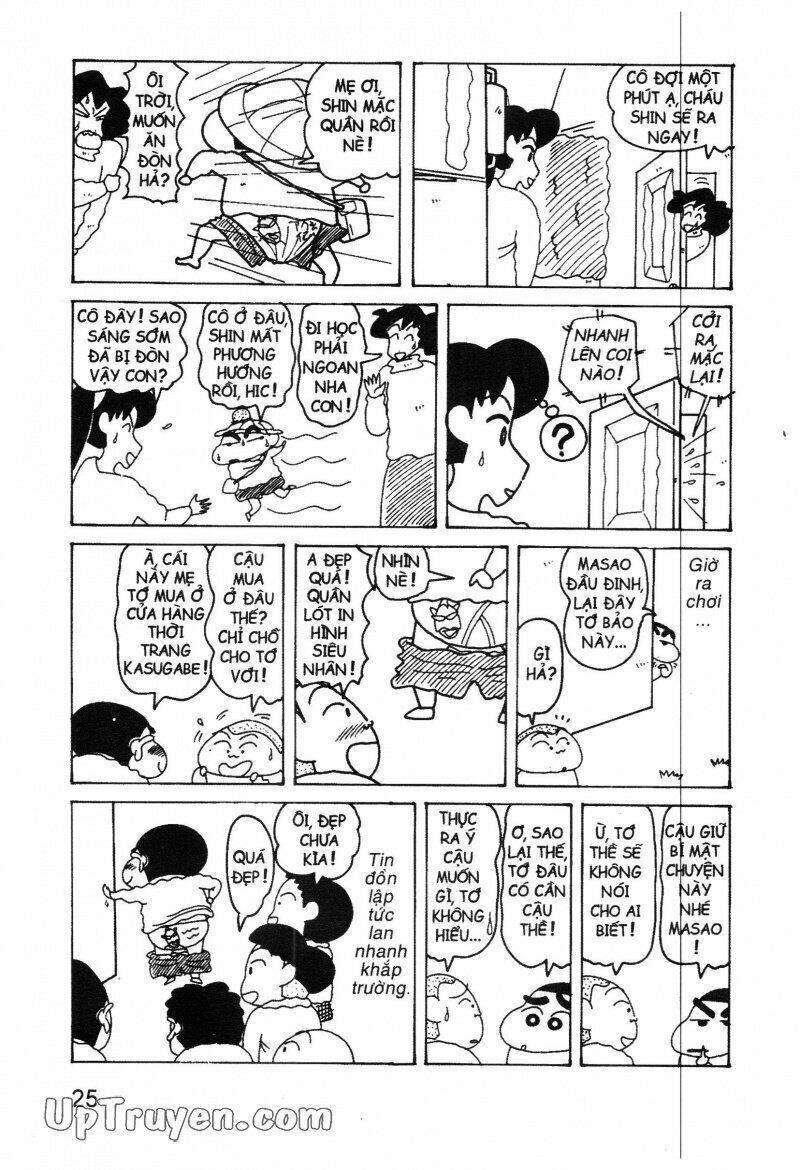 CÔ ĐỢI MỘT
PHÚT Ạ, CHÁU
SHIN SẼ RA
NGAY!
MẸ ƠI,
SHIN MẶC
QUẦN RỒI
NÈ!
ÔI
TRỜI,
MUỐN
ĂN
ĐÒN
HẢ?
CỞI
RA,
MẶC
LẠI!
NHANH
LÊN COI
NÀO!
?
ĐI HỌC
PHẢI
NGOAN
NHA
CON!
CÔ Ở ĐÂU,
SHIN MẤT
PHƯƠNG
HƯỚNG
RỒI, HIC!
CÔ ĐÂY! SAO
SÁNG SỚM
ĐÃ BỊ ĐÒN
VẬY CON?
Giờ
ra
chơi
...
MASAO
ĐẦU ĐINH,
LẠI ĐÂY
TỚ BẢO
NÀY...
GÌ
HẢ?
NHÌN
NÈ!
A ĐẸP
QUÁ!
QUẦN
LÓT IN
HÌNH
SIÊU
NHÂN!
CẬU
MUA
Ở ĐÂU
THẾ?
CHỈ CHỖ
CHO TỚ
VỚI!
À, CÁI
NÀY MẸ
TỚ MUA Ở
CỬA HÀNG
THỜI
TRANG
KASUGABE!
CẬU GIỮ
BÍ MẬT
CHUYỆN
NÀY
NHÉ
MASAO
!
Ừ, TỚ
THỀ SẼ
KHÔNG
NÓI
CHO AI
BIẾT!
Ơ, SAO
LẠI THẾ,
TỚ ĐÂU
CÓ CẦN
CẬU
THỀ!
THỰC
RA Ý
CẬU
MUỐN
GÌ, TỚ
KHÔNG
HIỂU...
Tin
đồn
lập
tức
lan
nhanh
khắp
trường.
ÔI, ĐẸP
CHƯA
KÌA!
QUÁ
ĐẸP!
25
UpTruyen.com